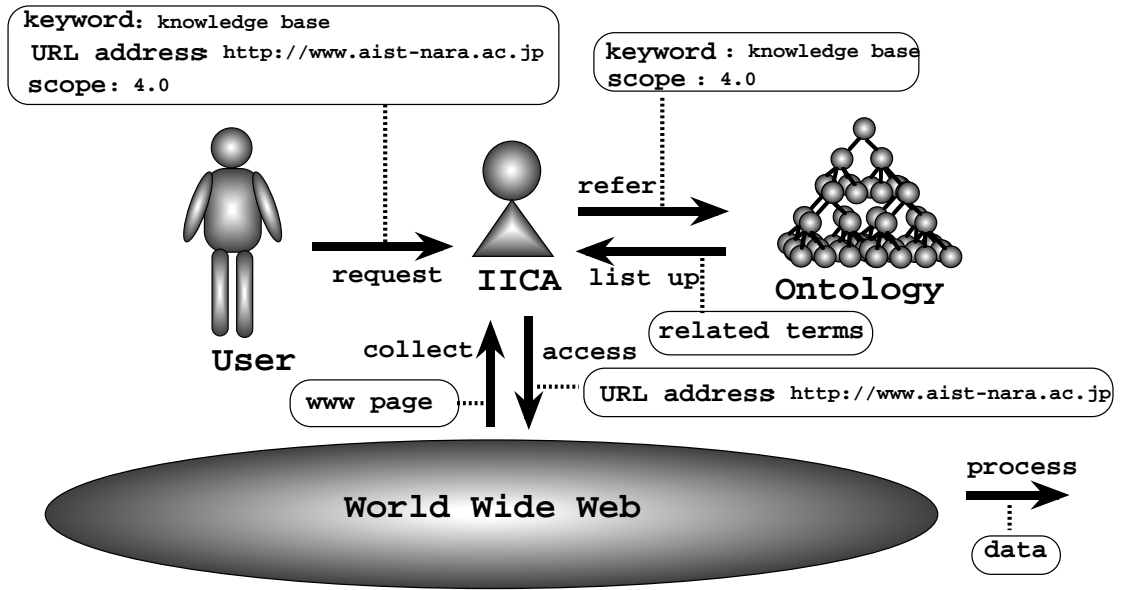 keyword: knowledge base
URL address: http://www.aist-nara.ac.jp
scope: 4.0
keyword : knowledge base
scope : 4.0
refer
request
IICA
list up
Ontology
related terms
User
collect
access
www page
URL address: http://www.aist-nara.ac.jp
World Wide Web
process
data